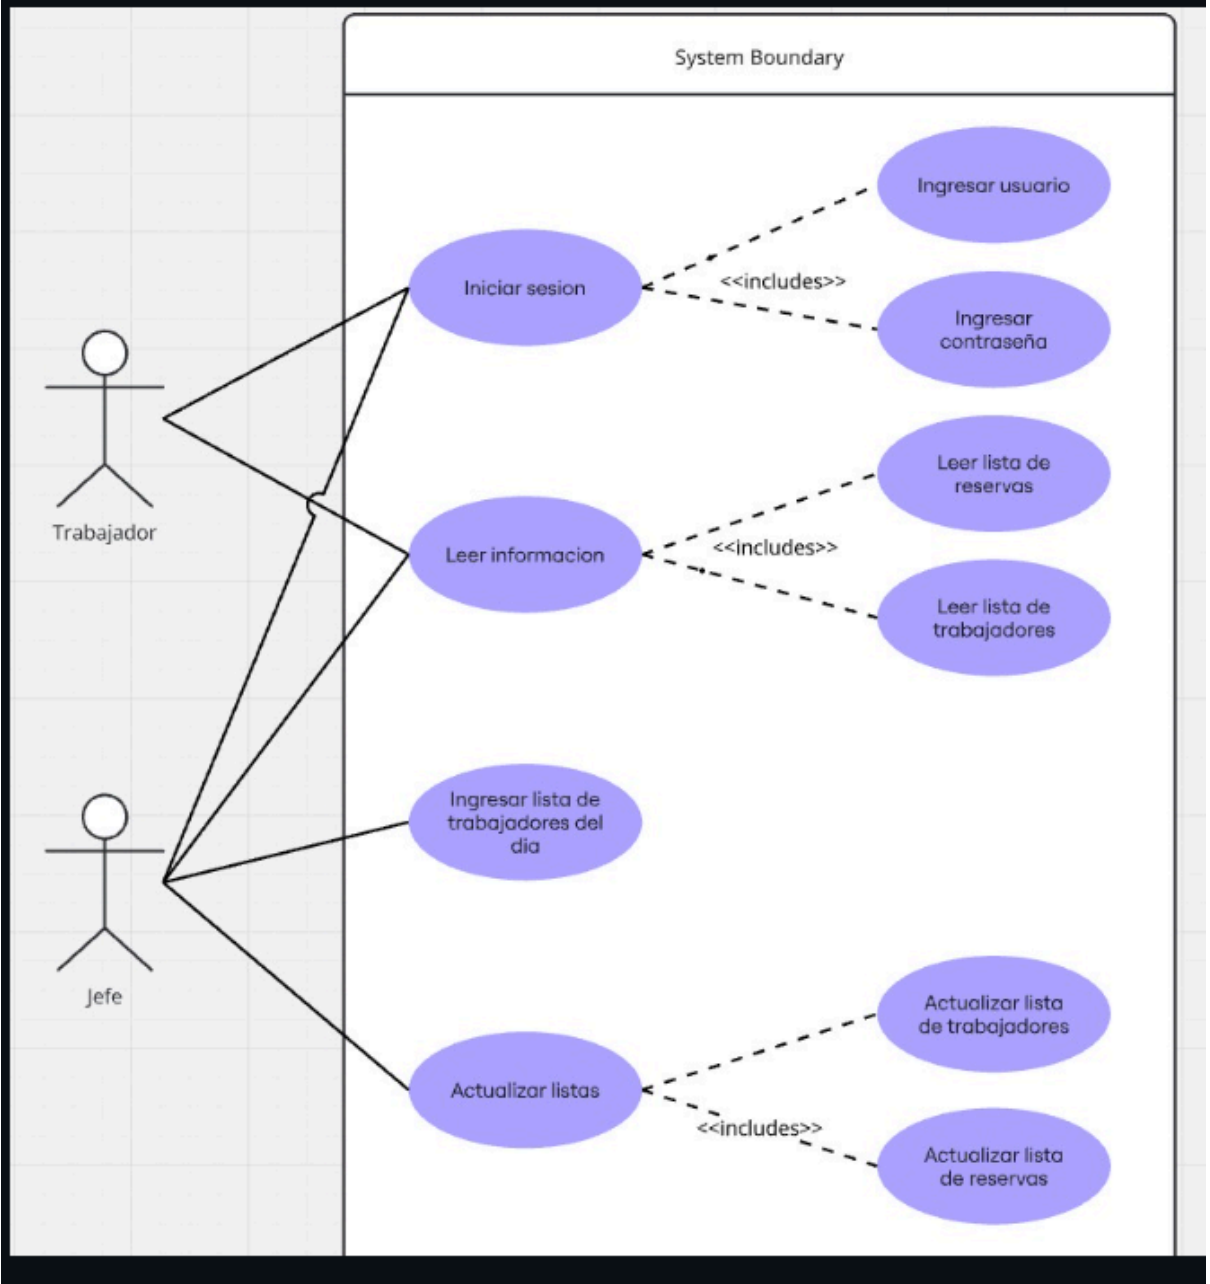 System Boundary
Ingresar usuario
Iniciar sesion
<<includes>>
Ingresar
contraseña
Trabajador
Leer lista de
reservas
Leer informacion
<<includes>>
Leer lista de
trabajadores
Ingresar lista de
trabajadores del
dia
Jefe
Actualizar lista
de trabajadores
Actualizar listas
<<includes>>
Actualizar lista
de reservas